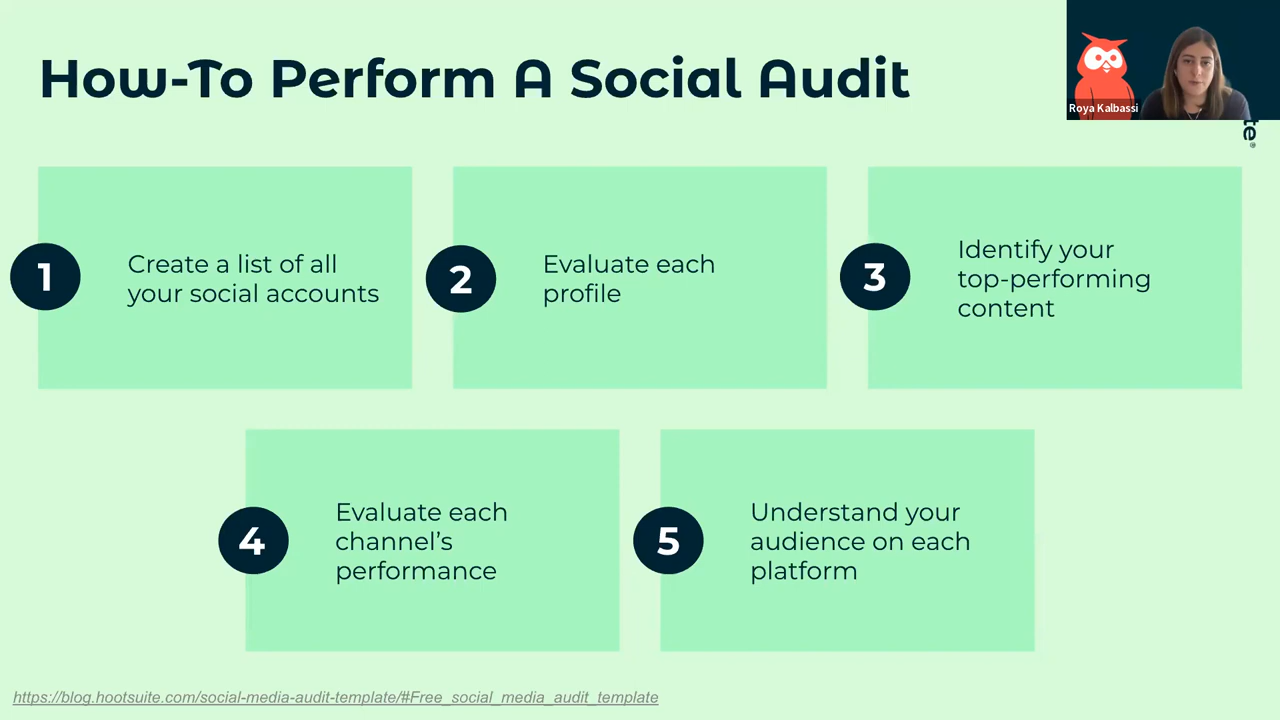 How-To Perform A Social Audit
Roya Kalbassi
te®
1
Create a list of all
your social accounts
2
Evaluate each
profile
3
Identify your
top-performing
content
4
Evaluate each
channel’s
performance
5
Understand your
audience on each
platform
https://blog.hootsuite.com/social-media-audit-template/#Free_social_media_audit_template